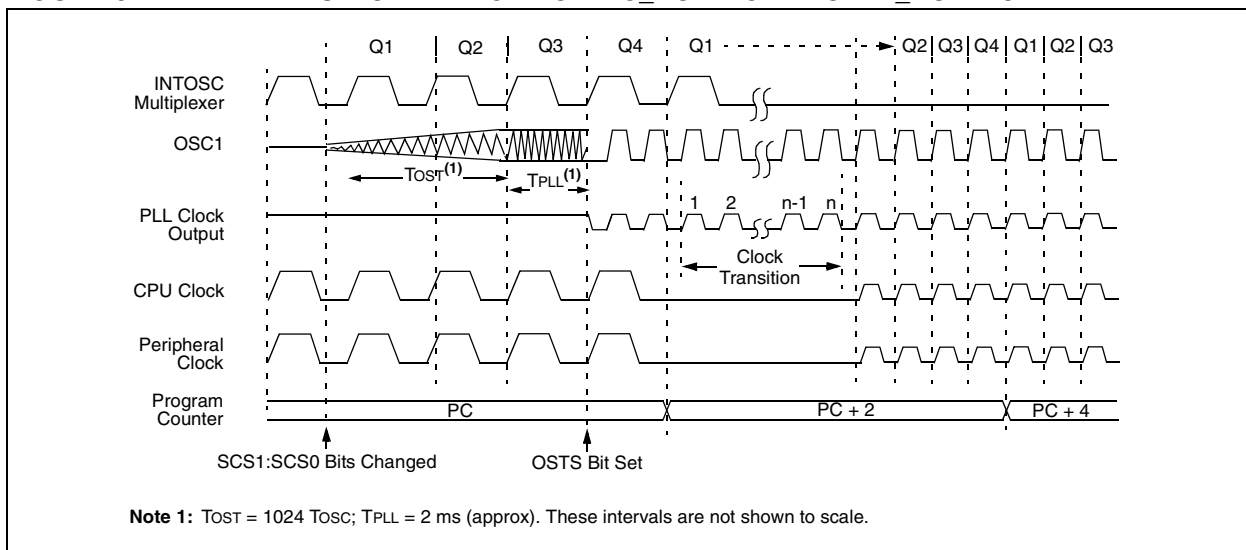 Q1 Q2 Q3 Q4 Q1 Q2 Q3 Q4 Q1 Q2 Q3
INTOSC
Multiplexer
OSC1
TOST(1)
TPLL(1)
PLL Clock
Output
1 2 n-1 n
Clock
Transition
CPU Clock
Peripheral
Clock
Program
Counter
PC PC + 2 PC + 4
SCS1:SCS0 Bits Changed OSTS Bit Set
Note 1: TOST = 1024 TOSC; TPLL = 2 ms (approx). These intervals are not shown to scale.